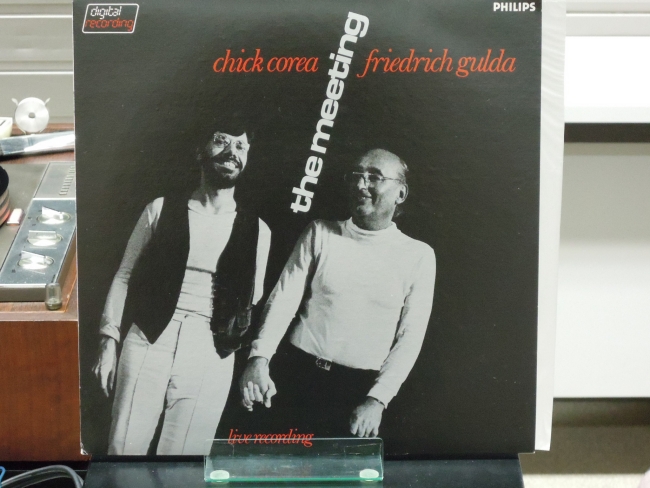 digital
recording
PHILIPS
chick corea
the meeting
friedrich gulda
live recording